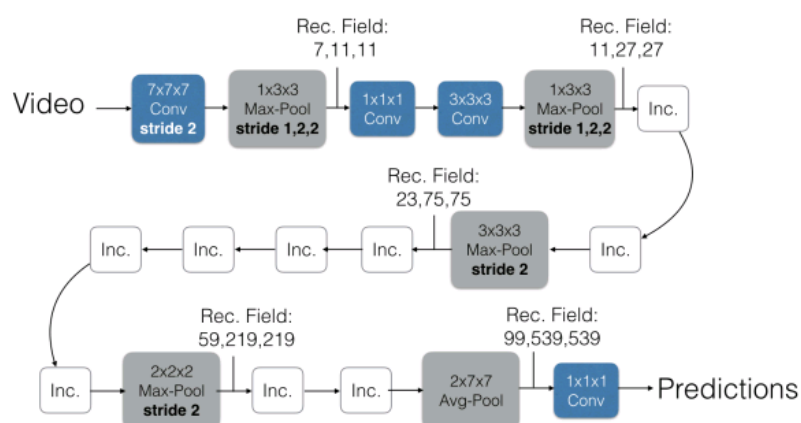 Rec. Field:
7,11,11
Rec. Field:
11,27,27
Video
7x7x7
Conv
stride 2
1x3x3
Max-Pool
stride 1,2,2
1x1x1
Conv
3x3x3
Conv
1x3x3
Max-Pool
stride 1,2,2
Inc.
Rec. Field:
23,75,75
Inc.
Inc.
Inc.
Inc.
3x3x3
Max-Pool
stride 2
Inc.
Rec. Field:
59,219,219
Rec. Field:
99,539,539
Inc.
2x2x2
Max-Pool
stride 2
Inc.
Inc.
2x7x7
Avg-Pool
1x1x1
Conv
Predictions